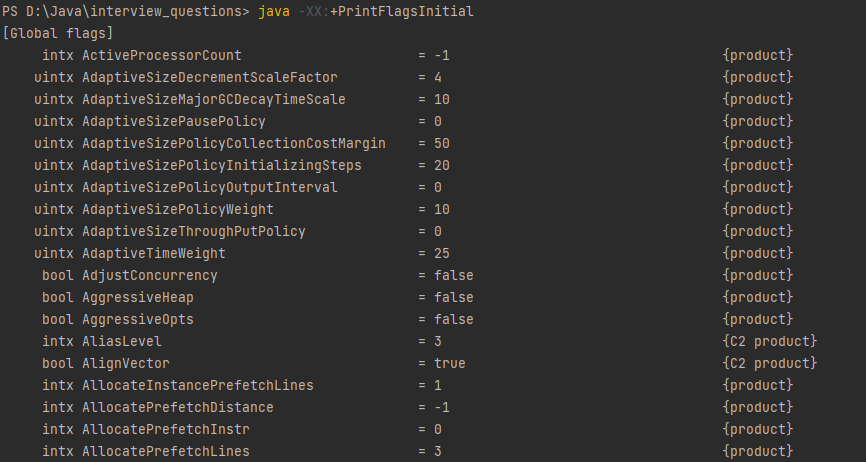 PS D:\Java\interview_questions> java -XX:+PrintFlagsInitial
[Global flags]
intx ActiveProcessorCount = -1 {product}
uintx AdaptiveSizeDecrementScaleFactor = 4 {product}
uintx AdaptiveSizeMajorGCDecayTimeScale = 10 {product}
uintx AdaptiveSizePausePolicy = 0 {product}
uintx AdaptiveSizePolicyCollectionCostMargin = 50 {product}
uintx AdaptiveSizePolicyInitializingSteps = 20 {product}
uintx AdaptiveSizePolicyOutputInterval = 0 {product}
uintx AdaptiveSizePolicyWeight = 10 {product}
uintx AdaptiveSizeThroughPutPolicy = 0 {product}
uintx AdaptiveTimeWeight = 25 {product}
bool AdjustConcurrency = false {product}
bool AggressiveHeap = false {product}
bool AggressiveOpts = false {product}
intx AliasLevel = 3 {C2 product}
bool AlignVector = true {C2 product}
intx AllocateInstancePrefetchLines = 1 {product}
intx AllocatePrefetchDistance = -1 {product}
intx AllocatePrefetchInstr = 0 {product}
intx AllocatePrefetchLines = 3 {product}